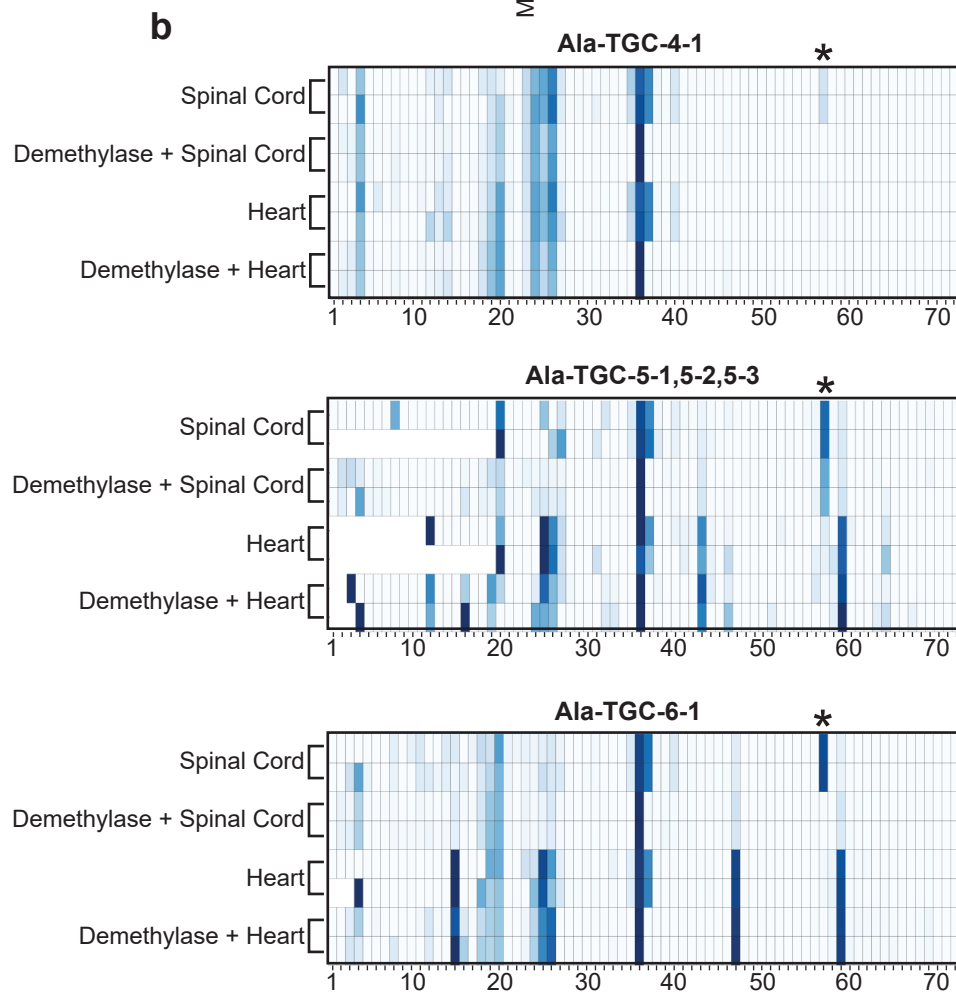 M
b
Ala-TGC-4-1
*
Spinal Cord
Demethylase + Spinal Cord
Heart
Demethylase + Heart
1 10 20 30 40 50 60 70
Ala-TGC-5-1,5-2,5-3
*
Spinal Cord
Demethylase + Spinal Cord
Heart
Demethylase + Heart
1 10 20 30 40 50 60 70
Ala-TGC-6-1
*
Spinal Cord
Demethylase + Spinal Cord
Heart
Demethylase + Heart
1 10 20 30 40 50 60 70